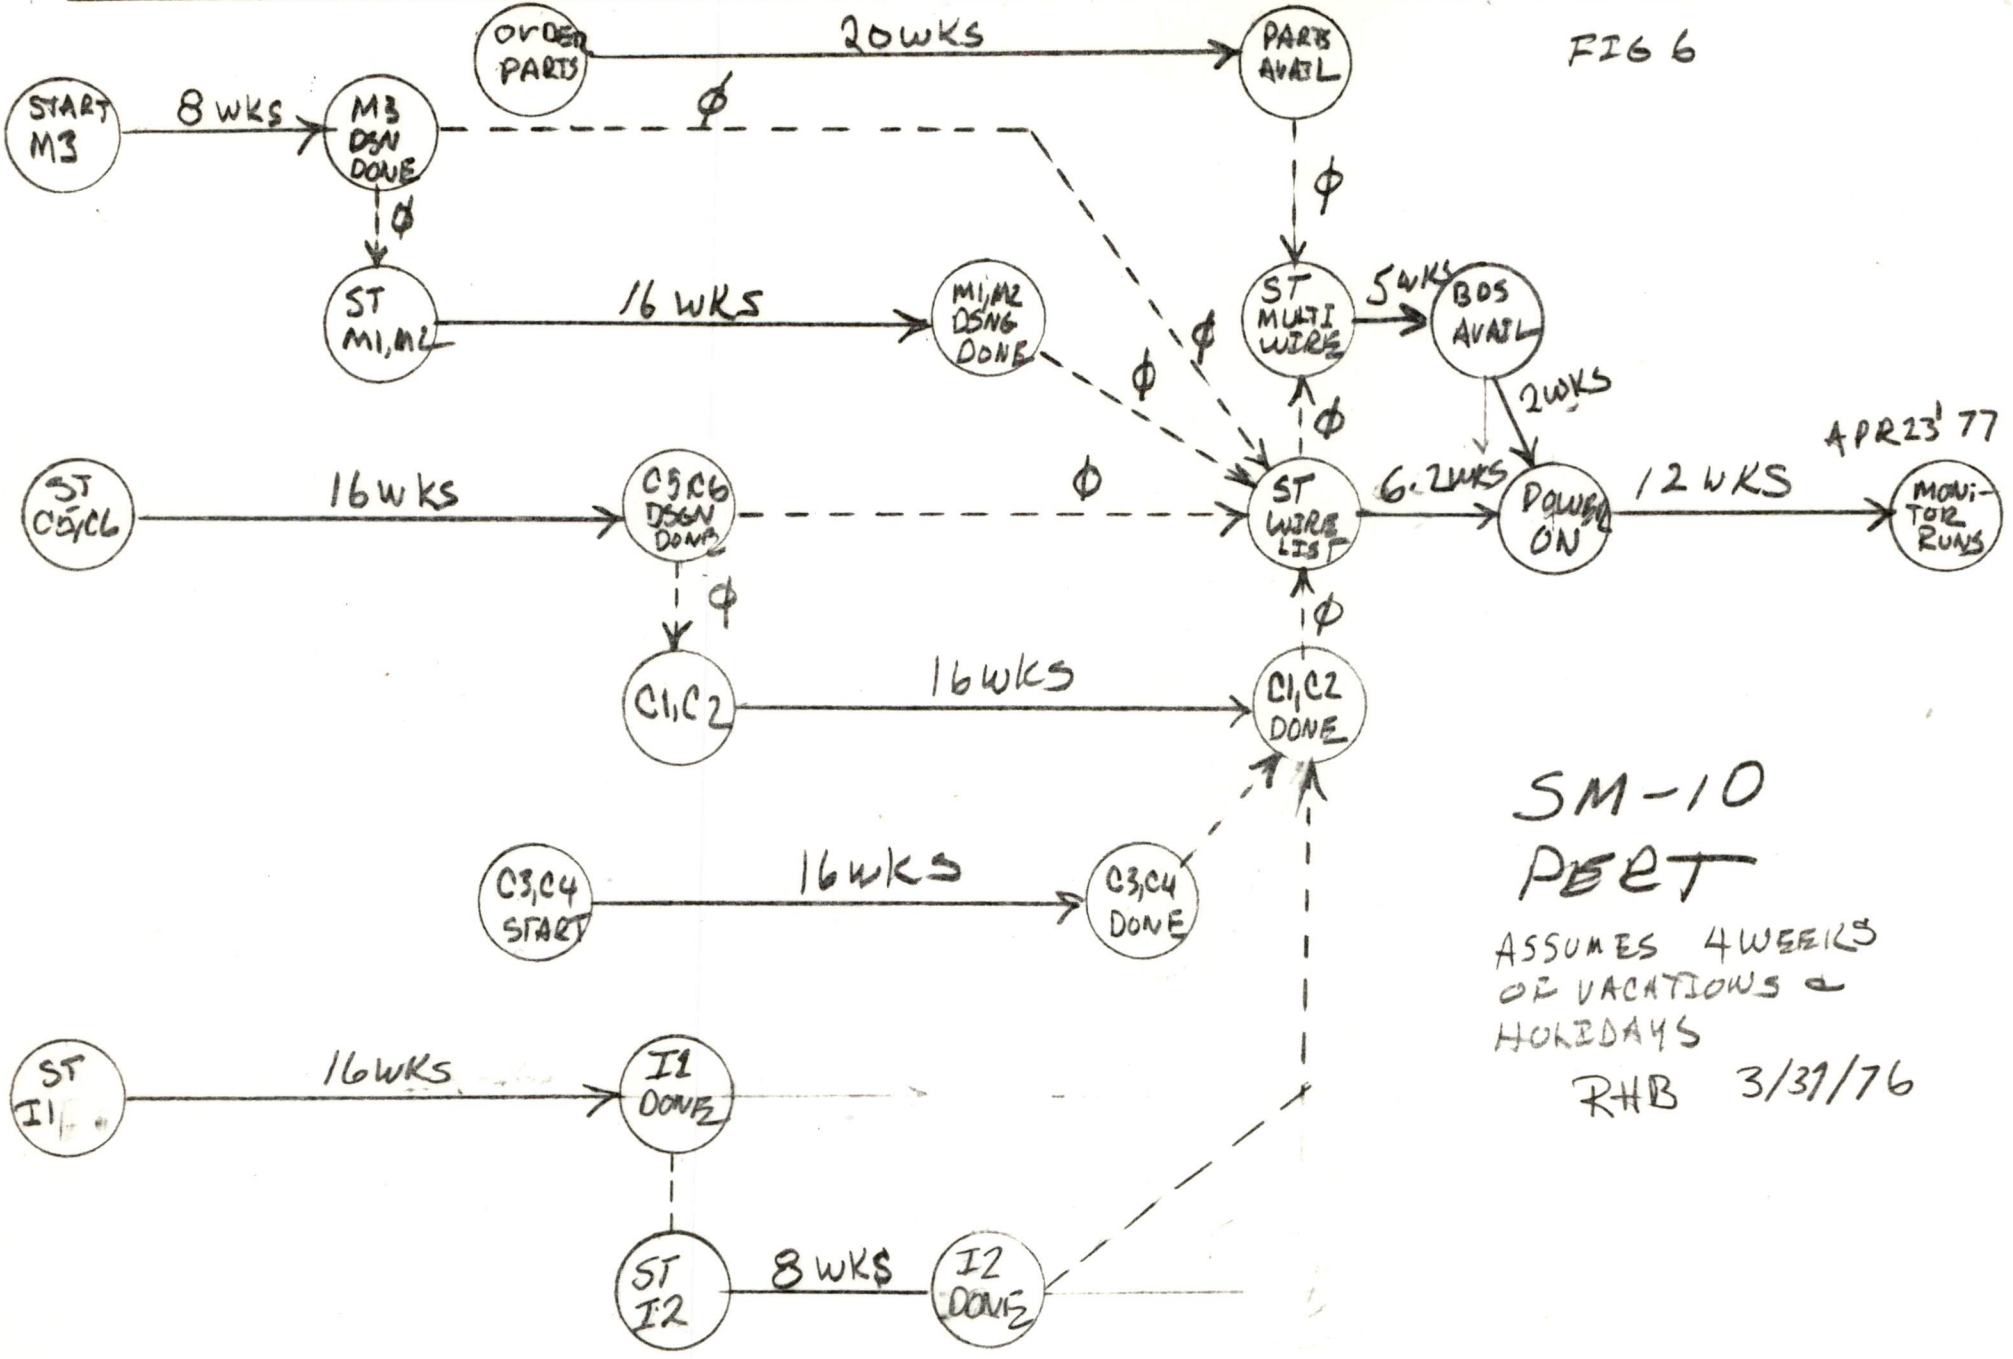 FIG 6
ORDER
PARTS
20 WKS
PARTS
AVAIL
START
M3
8 WKS
M3
DSN
DONE
ϕ
ϕ
ϕ
ST
M1,M2
16 WKS
M1,M2
DSNG
DONE
ϕ
ϕ
ST
MULTI
WIRE
5 WKS
BDS
AVAIL
2 WKS
ϕ
APR 23' 77
ST
C5,C6
16 WKS
C5,C6
DSGN
DONE
ϕ
ST
WIRE
LIST
6.2 WKS
POWER
ON
12 WKS
MONI-
TOR
RUNS
ϕ
ϕ
C1,C2
16 WKS
C1,C2
DONE
C3,C4
START
16 WKS
C3,C4
DONE
SM-10
PERT
ASSUMES 4 WEEKS
OF VACATIONS &
HOLIDAYS
RHB 3/31/76
ST
I1
16 WKS
I1
DONE
ST
I2
8 WKS
I2
DONE